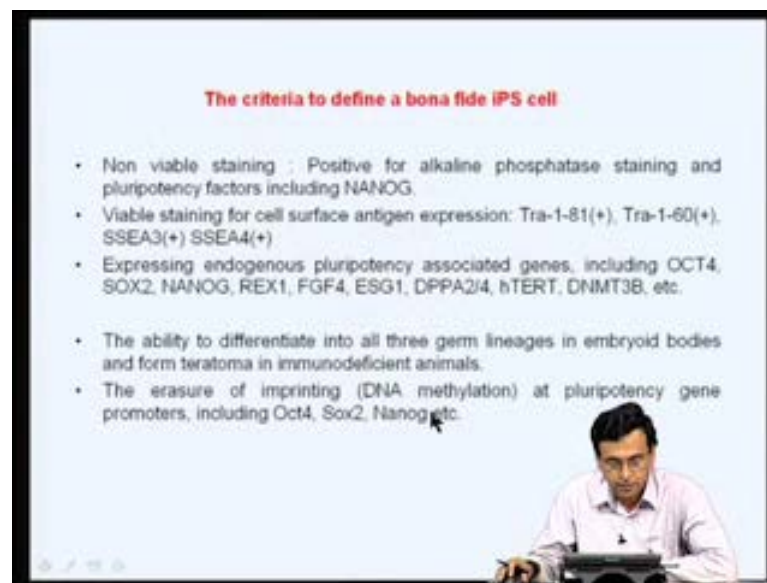 The criteria to define a bona fide iPS cell
• Non viable staining : Positive for alkaline phosphatase staining and
pluripotency factors including NANOG.
• Viable staining for cell surface antigen expression: Tra-1-81(+), Tra-1-60(+),
SSEA3(+) SSEA4(+)
• Expressing endogenous pluripotency associated genes, including OCT4,
SOX2, NANOG, REX1, FGF4, ESG1, DPPA2/4, hTERT, DNMT3B, etc.
• The ability to differentiate into all three germ lineages in embryoid bodies
and form teratoma in immunodeficient animals.
• The erasure of imprinting (DNA methylation) at pluripotency gene
promoters, including Oct4, Sox2, Nanog etc.